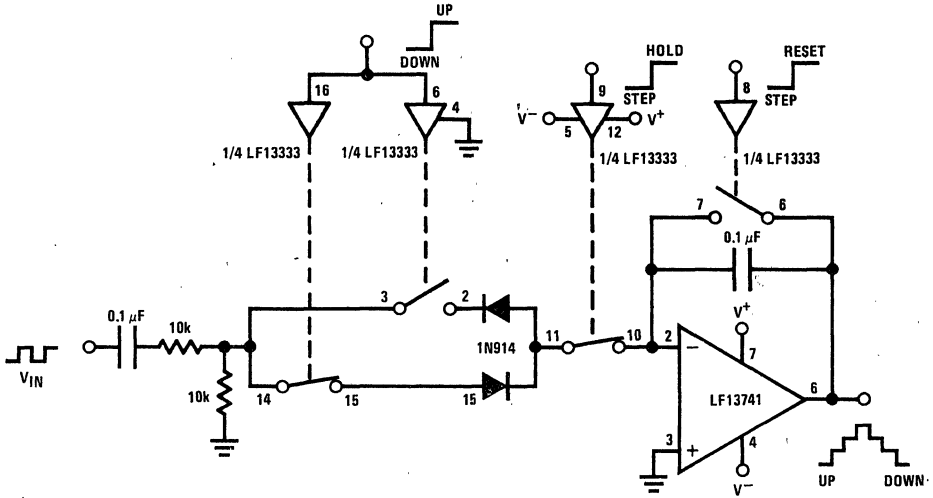 UP
DOWN
16
6
4
1/4 LF13333
1/4 LF13333
HOLD
STEP
9
V⁻
5
12
V⁺
1/4 LF13333
RESET
STEP
8
1/4 LF13333
7
6
0.1 μF
3
2
0.1 μF
10k
1N914
11
10
2
−
V⁺
7
VIN
10k
14
15
15
LF13741
6
3
+
4
V⁻
UP
DOWN